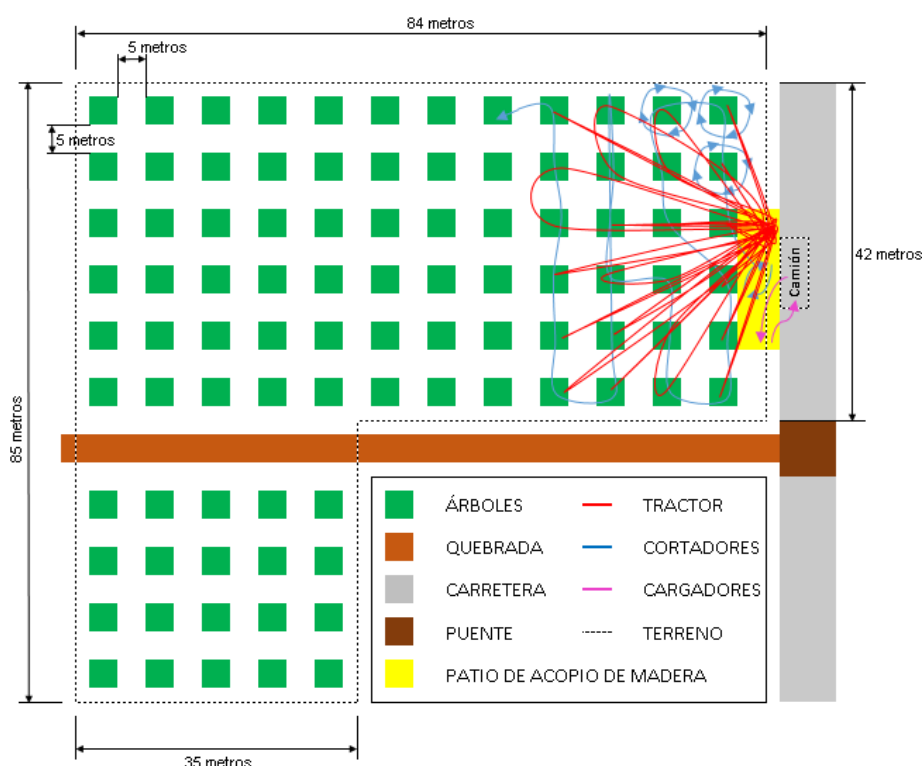 84 metros
5 metros
5 metros
42 metros
Camión
85 metros
ÁRBOLES
TRACTOR
QUEBRADA
CORTADORES
CARRETERA
CARGADORES
PUENTE
TERRENO
PATIO DE ACOPIO DE MADERA
35 metros